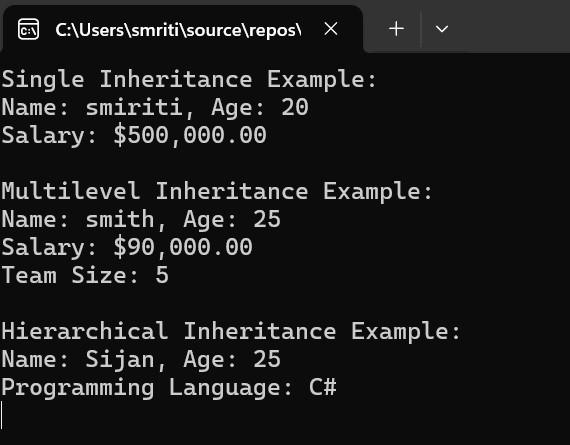 C:\Users\smriti\source\repos\
Single Inheritance Example:
Name: smiriti, Age: 20
Salary: $500,000.00
Multilevel Inheritance Example:
Name: smith, Age: 25
Salary: $90,000.00
Team Size: 5
Hierarchical Inheritance Example:
Name: Sijan, Age: 25
Programming Language: C#